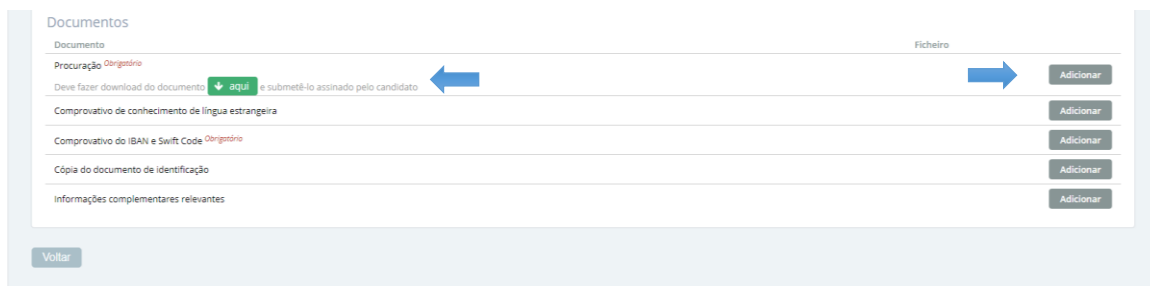 Documentos
Documento Ficheiro
Procuração Obrigatório
Adicionar
Deve fazer download do documento aqui e submetê-lo assinado pelo candidato
Comprovativo de conhecimento de língua estrangeira Adicionar
Comprovativo do IBAN e Swift Code Obrigatório Adicionar
Cópia do documento de identificação Adicionar
Informações complementares relevantes Adicionar
Voltar